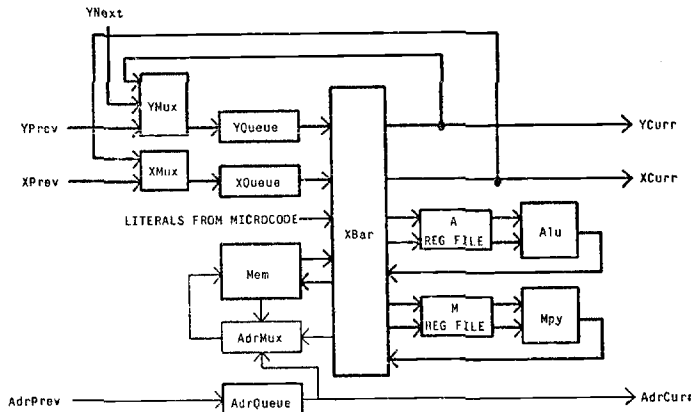 YNext
YMux
YPrev
YQueue
YCurr
XMux
XPrev
XQueue
XCurr
LITERALS FROM MICROCODE
XBar
A
REG FILE
Alu
Mem
M
REG FILE
Mpy
AdrMux
AdrPrev
AdrQueue
AdrCurr